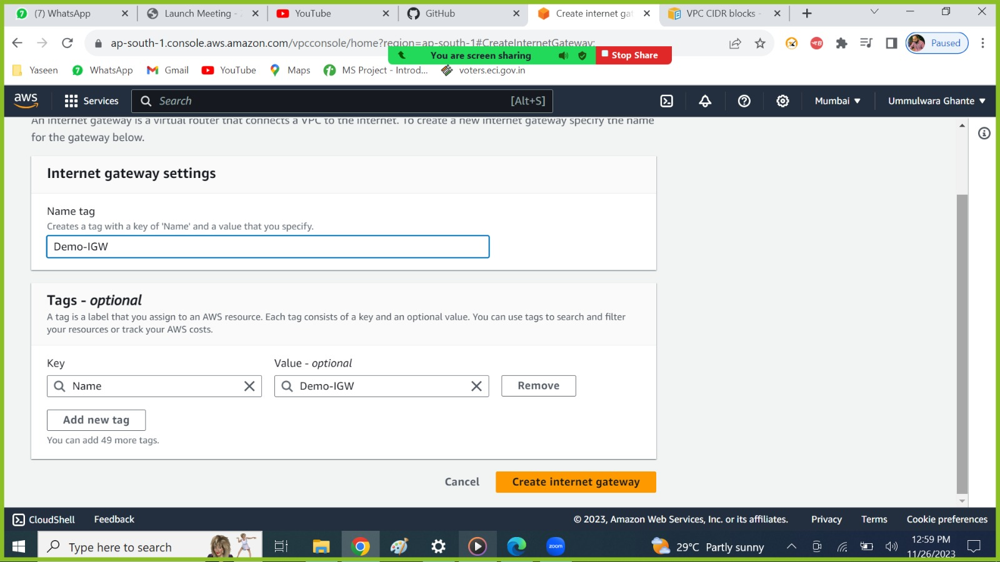 (7) WhatsApp
Launch Meeting -
YouTube
GitHub
Create internet ga
VPC CIDR blocks -
ap-south-1.console.aws.amazon.com/vpcconsole/home?region=ap-south-1#CreateInternetGateway:
Paused
You are screen sharing
Stop Share
Yaseen
WhatsApp
Gmail
YouTube
Maps
MS Project - Introd...
voters.eci.gov.in
aws
Services
Search
[Alt+S]
Mumbai
Ummulwara Ghante
An internet gateway is a virtual router that connects a VPC to the internet. To create a new internet gateway specify the name
for the gateway below.
Internet gateway settings
Name tag
Creates a tag with a key of 'Name' and a value that you specify.
Demo-IGW
Tags - optional
A tag is a label that you assign to an AWS resource. Each tag consists of a key and an optional value. You can use tags to search and filter
your resources or track your AWS costs.
Key
Value - optional
Name
Demo-IGW
Remove
Add new tag
You can add 49 more tags.
Cancel
Create internet gateway
CloudShell
Feedback
© 2023, Amazon Web Services, Inc. or its affiliates.
Privacy
Terms
Cookie preferences
Type here to search
zoom
29°C Partly sunny
12:59 PM
11/26/2023